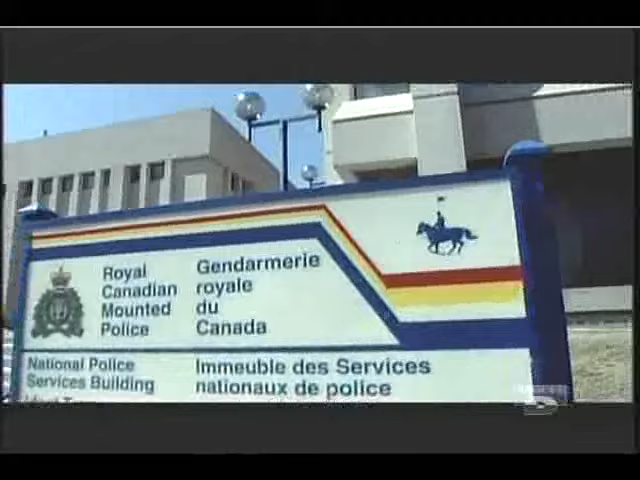 Royal
Canadian
Mounted
Police
Gendarmerie
royale
du
Canada
National Police
Services Building
Immeuble des Services
nationaux de police